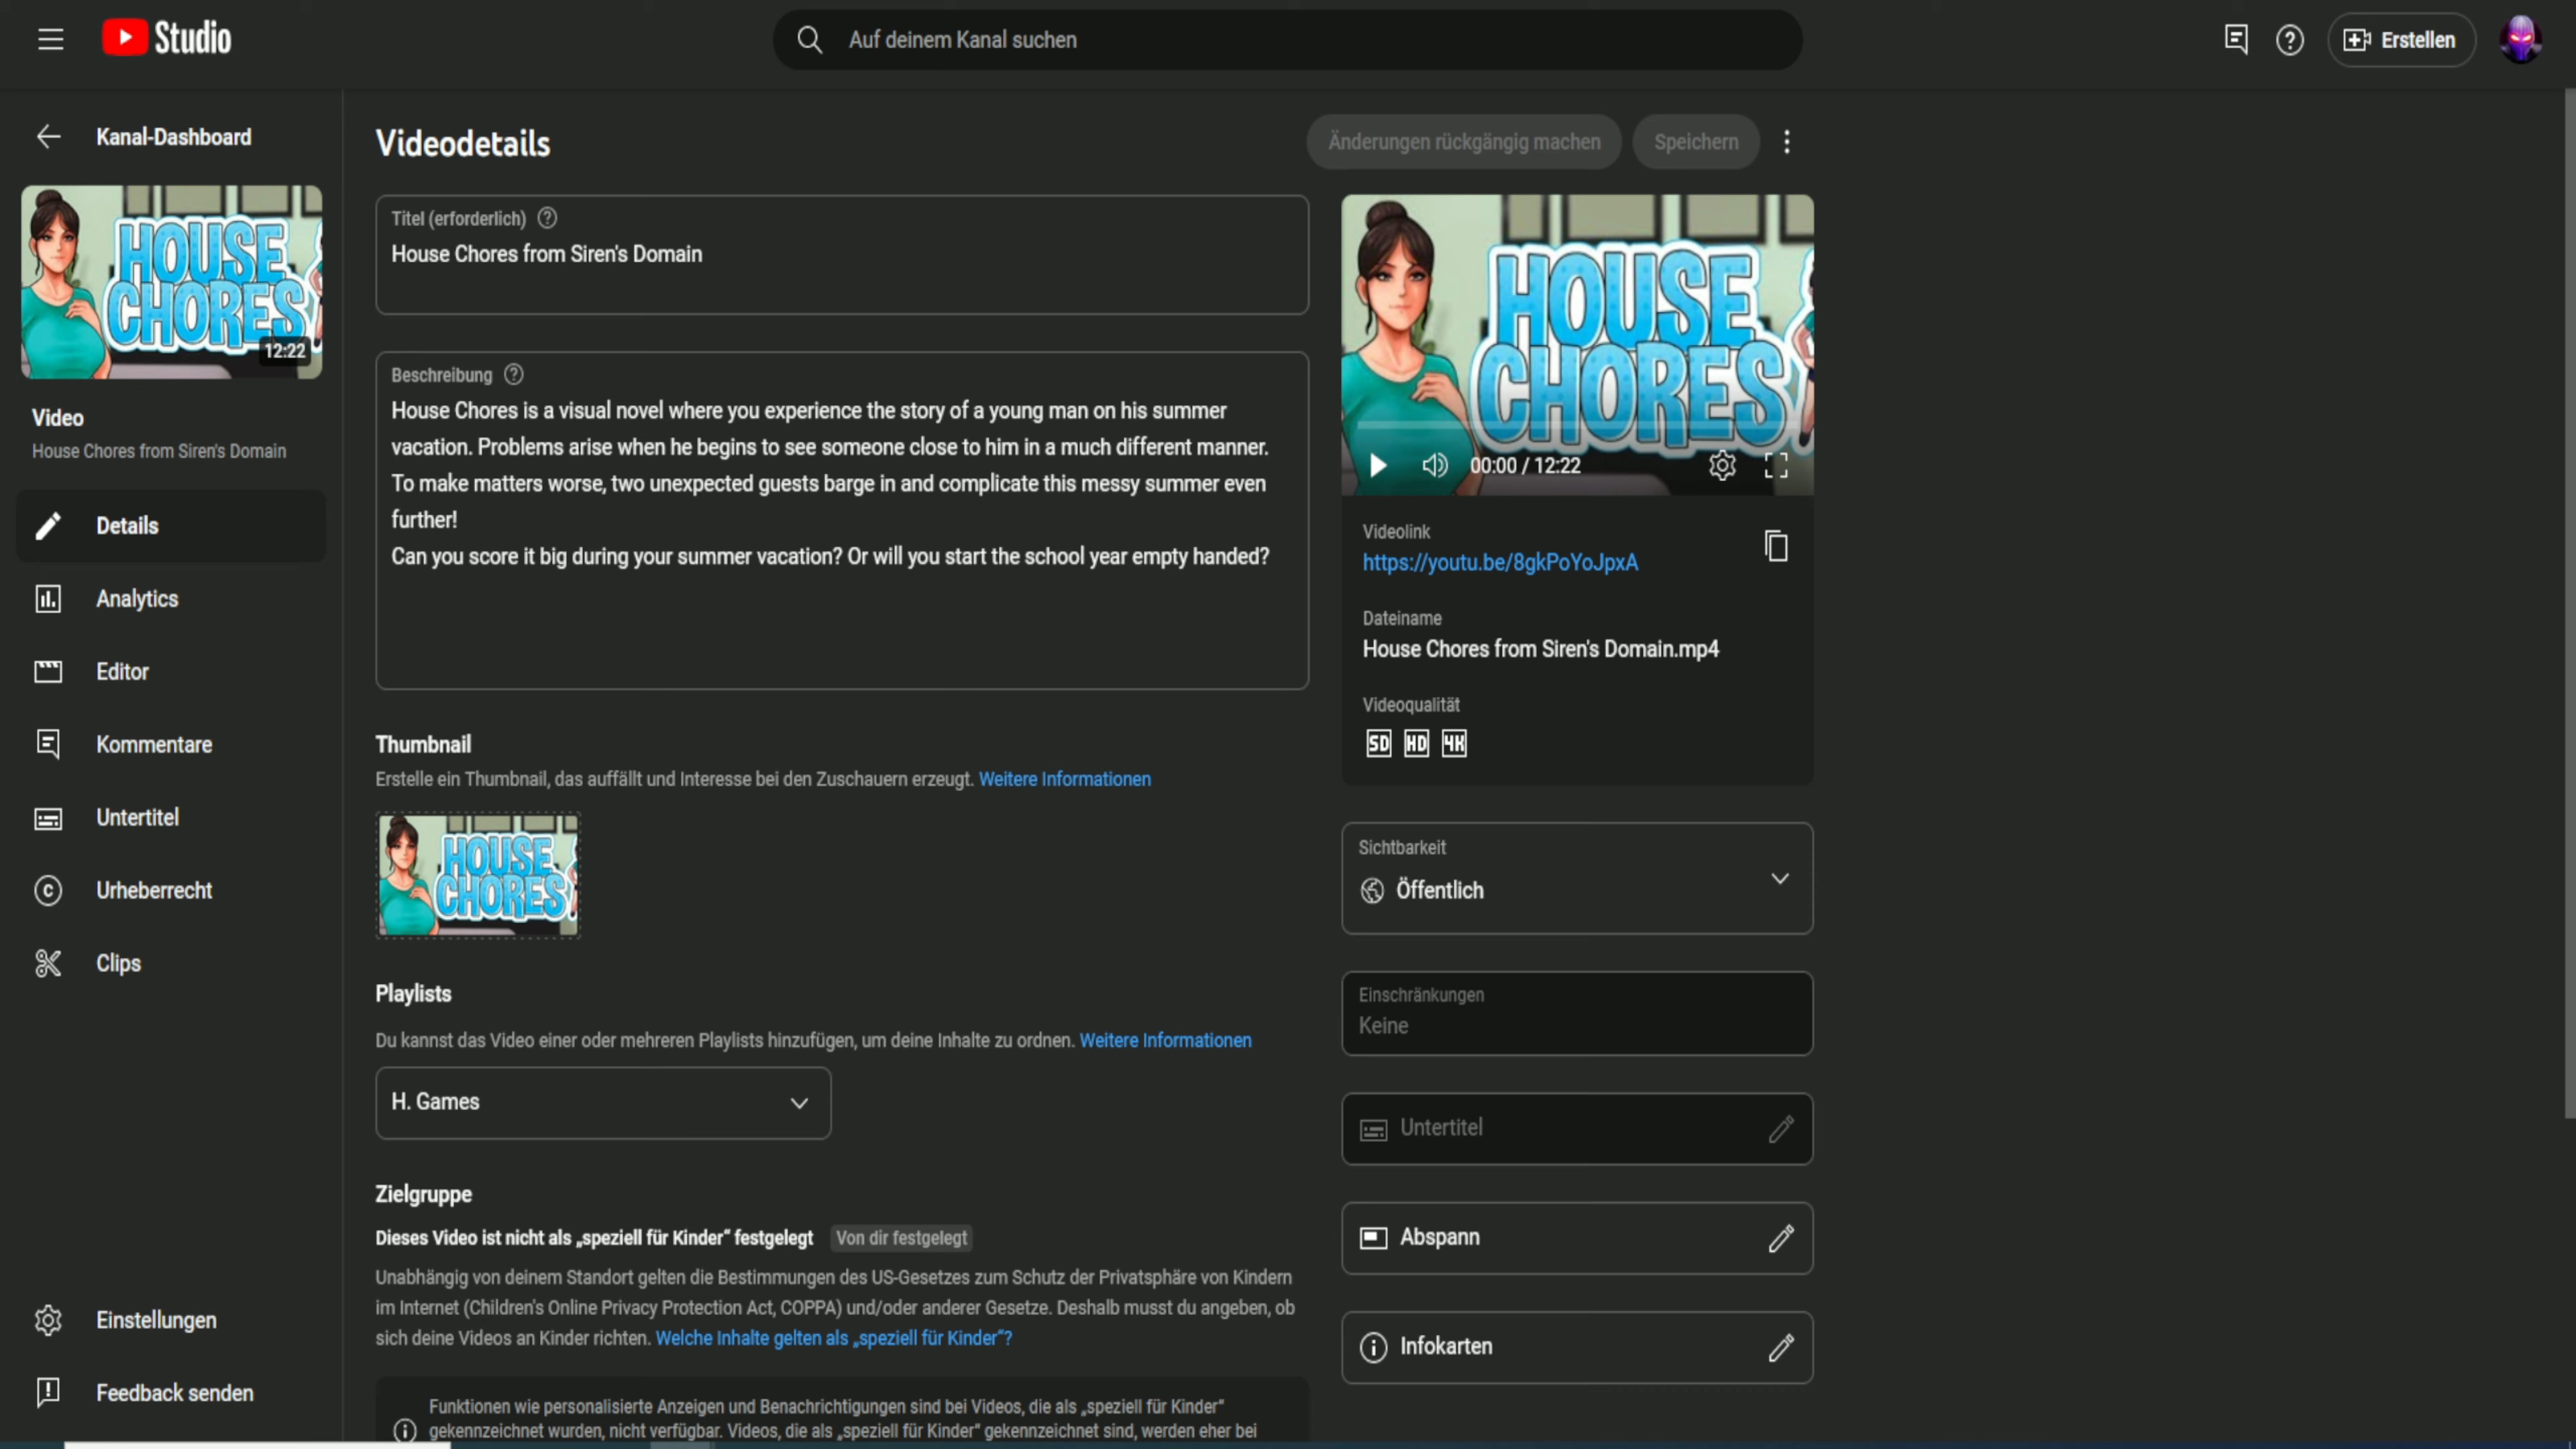 Studio
Auf deinem Kanal suchen
Erstellen
Kanal-Dashboard
HOUSE
CHORES
12:22
Video
House Chores from Siren's Domain
Details
Analytics
Editor
Kommentare
Untertitel
Urheberrecht
Clips
Einstellungen
Feedback senden
Videodetails
Änderungen rückgängig machen
Speichern
Titel (erforderlich)
House Chores from Siren's Domain
Beschreibung
House Chores is a visual novel where you experience the story of a young man on his summer
vacation. Problems arise when he begins to see someone close to him in a much different manner.
To make matters worse, two unexpected guests barge in and complicate this messy summer even
further!
Can you score it big during your summer vacation? Or will you start the school year empty handed?
Thumbnail
Erstelle ein Thumbnail, das auffällt und Interesse bei den Zuschauern erzeugt. Weitere Informationen
HOUSE
CHORES
Playlists
Du kannst das Video einer oder mehreren Playlists hinzufügen, um deine Inhalte zu ordnen. Weitere Informationen
H. Games
Zielgruppe
Dieses Video ist nicht als „speziell für Kinder“ festgelegt Von dir festgelegt
Unabhängig von deinem Standort gelten die Bestimmungen des US-Gesetzes zum Schutz der Privatsphäre von Kindern
im Internet (Children's Online Privacy Protection Act, COPPA) und/oder anderer Gesetze. Deshalb musst du angeben, ob
sich deine Videos an Kinder richten. Welche Inhalte gelten als „speziell für Kinder“?
Funktionen wie personalisierte Anzeigen und Benachrichtigungen sind bei Videos, die als „speziell für Kinder“
gekennzeichnet wurden, nicht verfügbar. Videos, die als „speziell für Kinder“ gekennzeichnet sind, werden eher bei
HOUSE
CHORES
00:00 / 12:22
Videolink
https://youtu.be/8gkPoYoJpxA
Dateiname
House Chores from Siren's Domain.mp4
Videoqualität
SD HD 4K
Sichtbarkeit
Öffentlich
Einschränkungen
Keine
Untertitel
Abspann
Infokarten